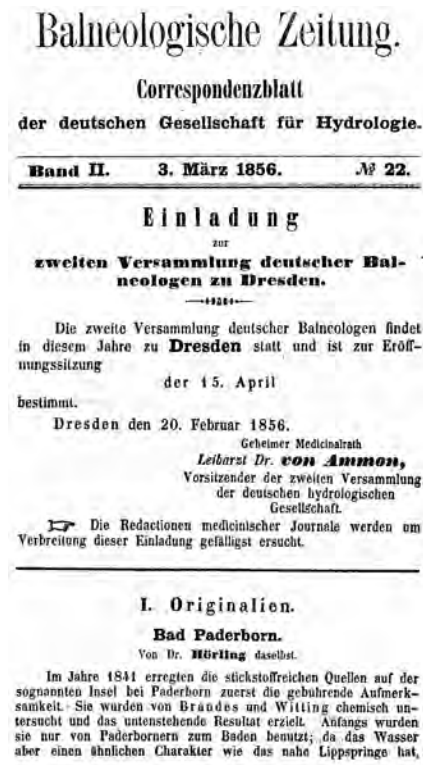 Balneologische Zeitung.
Correspondenzblatt
der deutschen Gesellschaft für Hydrologie.
Band II. 3. März 1856. № 22.
Einladung
zur
zweiten Versammlung deutscher Bal-
neologen zu Dresden.
Die zweite Versammlung deutscher Balneologen findet
in diesem Jahre zu Dresden statt und ist zur Eröff-
nungssitzung
der 15. April
bestimmt.
Dresden den 20. Februar 1856.
Geheimer Medicinalrath
Leibarzt Dr. von Ammon,
Vorsitzender der zweiten Versammlung
der deutschen hydrologischen
Gesellschaft.
☞ Die Redactionen medicinischer Journale werden um
Verbreitung dieser Einladung gefälligst ersucht.
I. Originalien.
Bad Paderborn.
Von Dr. Hörling daselbst.
Im Jahre 1841 erregten die stickstoffreichen Quellen auf der
sognannten Insel bei Paderborn zuerst die gebührende Aufmerk-
samkeit. Sie wurden von Brandes und Witting chemisch un-
tersucht und das untenstehende Resultat erzielt. Anfangs wurden
sie nur von Paderbornern zum Baden benutzt; da das Wasser
aber einen ähnlichen Charakter wie das nahe Lippspringe hat,